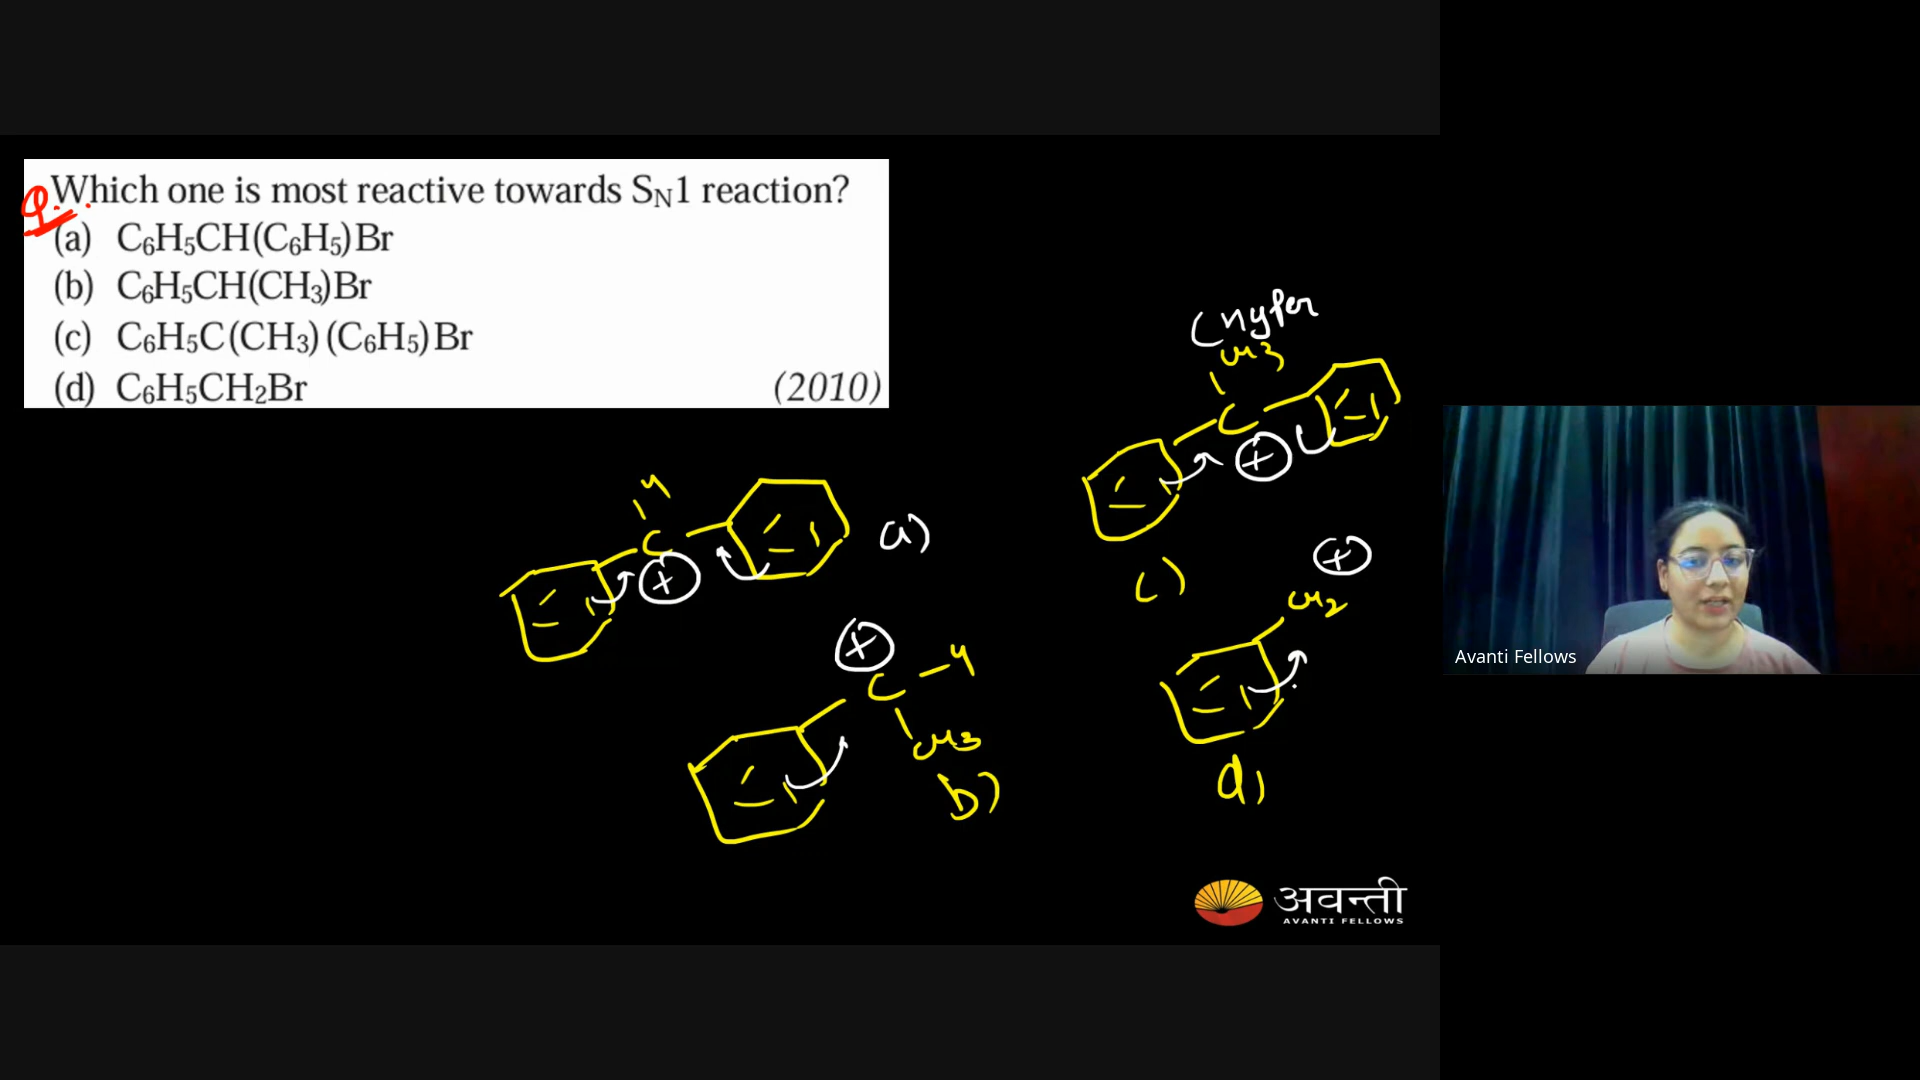 Q.
Which one is most reactive towards SN1 reaction?
(a) C6H5CH(C6H5)Br
(b) C6H5CH(CH3)Br
(c) C6H5C(CH3)(C6H5)Br
(d) C6H5CH2Br (2010)
CH3
C
+
H
C
+
a)
c)
+
CH2
+
C
H
CH3
b)
d)
Avanti Fellows
अवन्ती
AVANTI FELLOWS